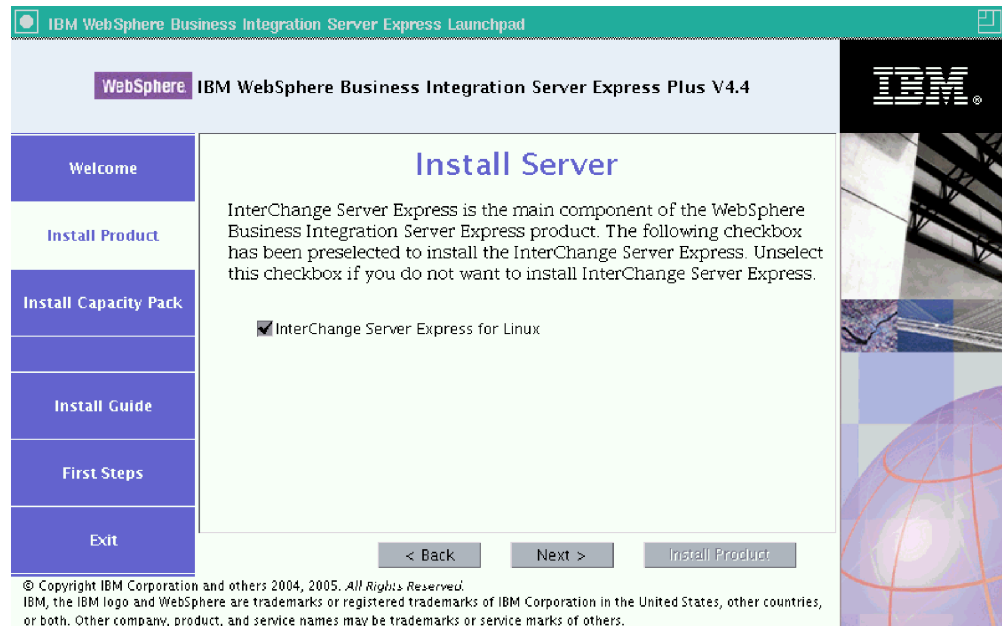 IBM WebSphere Business Integration Server Express Launchpad
WebSphere. IBM WebSphere Business Integration Server Express Plus V4.4
IBM®
Welcome
Install Product
Install Capacity Pack
Install Guide
First Steps
Exit
Install Server
InterChange Server Express is the main component of the WebSphere
Business Integration Server Express product. The following checkbox
has been preselected to install the InterChange Server Express. Unselect
this checkbox if you do not want to install InterChange Server Express.
InterChange Server Express for Linux
< Back Next > Install Product
© Copyright IBM Corporation and others 2004, 2005. All Rights Reserved.
IBM, the IBM logo and WebSphere are trademarks or registered trademarks of IBM Corporation in the United States, other countries,
or both. Other company, product, and service names may be trademarks or service marks of others.